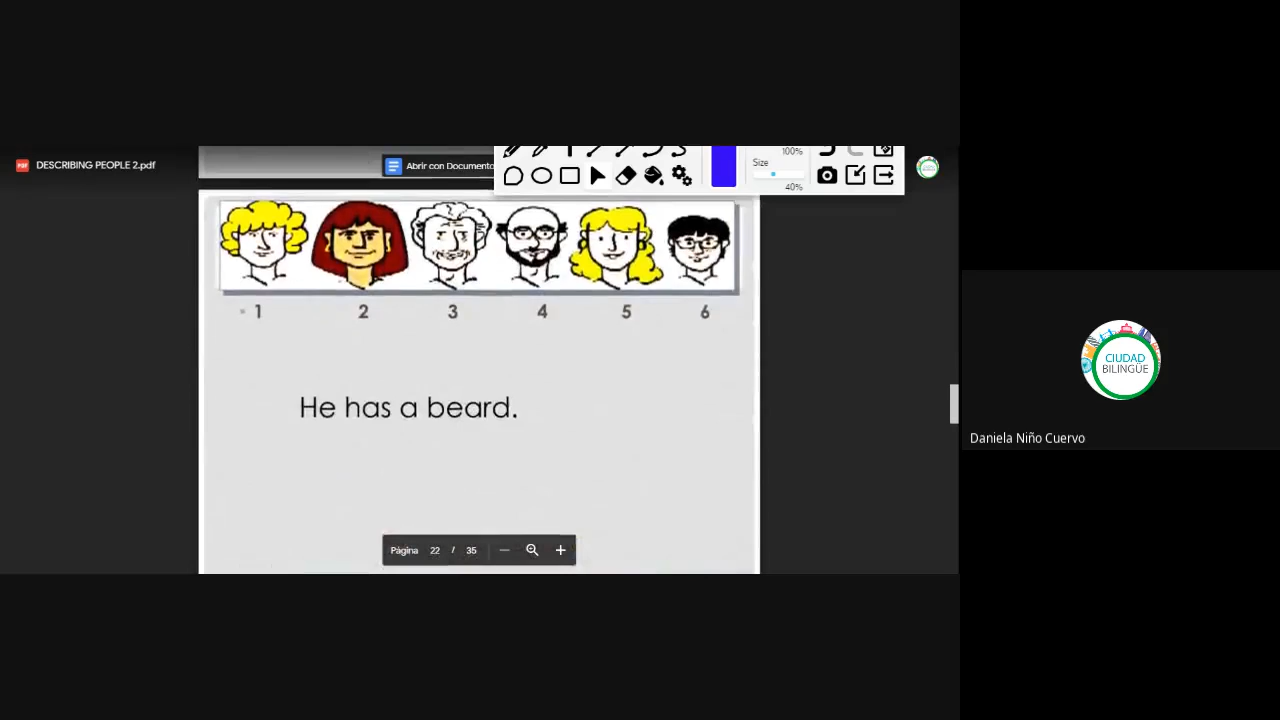 DESCRIBING PEOPLE 2.pdf
Abrir con Documento
Size
100%
40%
1 2 3 4 5 6
He has a beard.
Página 22 / 35
CIUDAD
BILINGÜE
Daniela Niño Cuervo